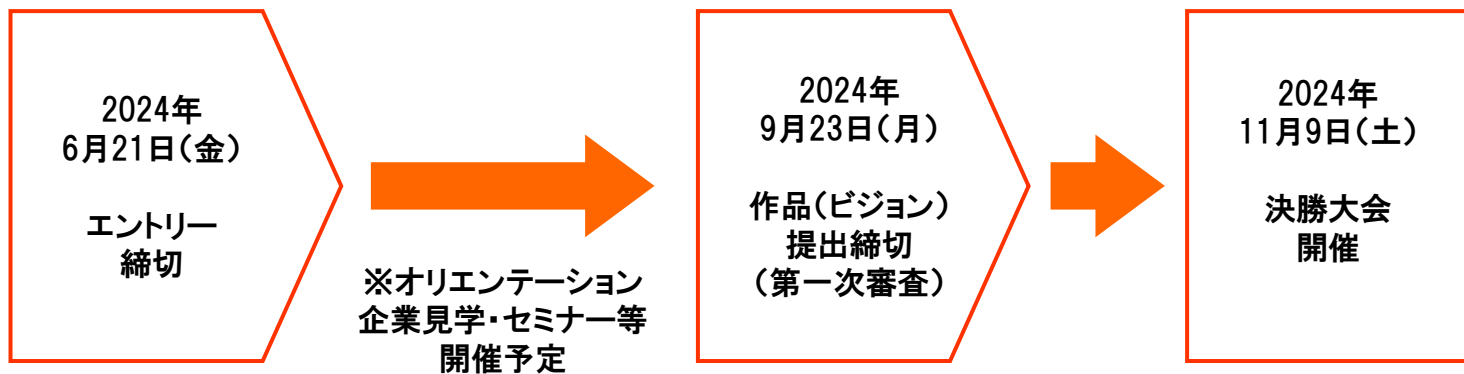 2024年
6月21日(金)
エントリー
締切
※オリエンテーション
企業見学・セミナー等
開催予定
2024年
9月23日(月)
作品(ビジョン)
提出締切
(第一次審査)
2024年
11月9日(土)
決勝大会
開催